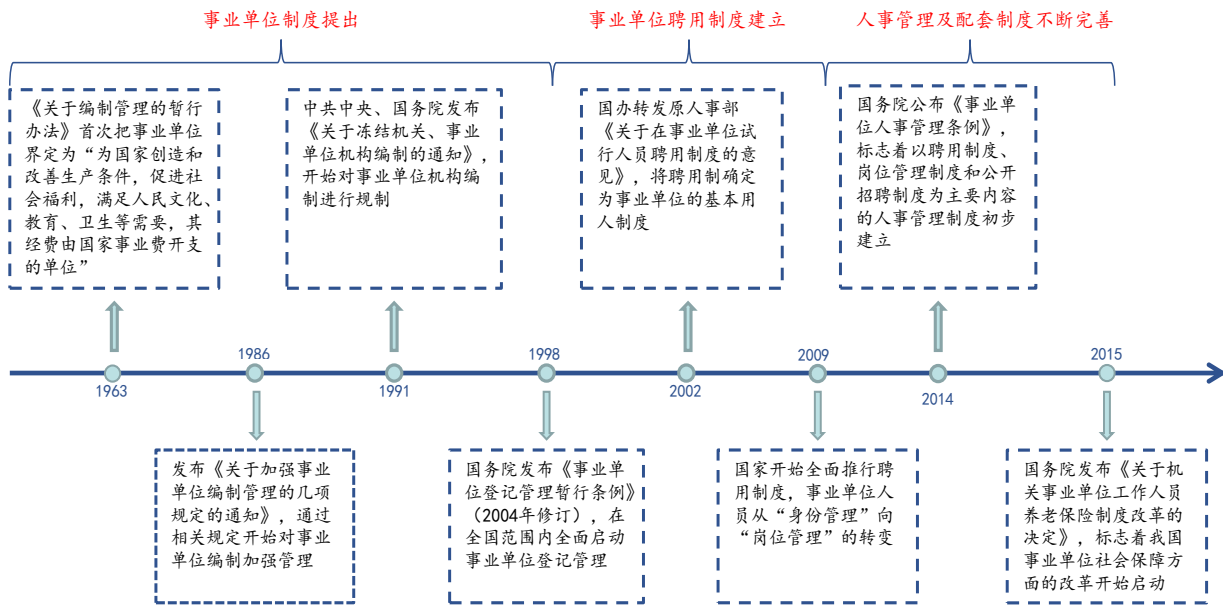 事业单位制度提出
事业单位聘用制度建立
人事管理及配套制度不断完善
《关于编制管理的暂行
办法》首次把事业单位
界定为“为国家创造和
改善生产条件，促进社
会福利，满足人民文化、
教育、卫生等需要，其
经费由国家事业费开支
的单位”
中共中央、国务院发布
《关于冻结机关、事业
单位机构编制的通知》，
开始对事业单位机构编
制进行规制
国办转发原人事部
《关于在事业单位试
行人员聘用制度的意
见》，将聘用制确定
为事业单位的基本用
人制度
国务院公布《事业单
位人事管理条例》，
标志着以聘用制度、
岗位管理制度和公开
招聘制度为主要内容
的人事管理制度初步
建立
1963
1986
1991
1998
2002
2009
2014
2015
发布《关于加强事业
单位编制管理的几项
规定的通知》，通过
相关规定开始对事业
单位编制加强管理
国务院发布《事业单
位登记管理暂行条例》
（2004年修订），在
全国范围内全面启动
事业单位登记管理
国家开始全面推行聘
用制度，事业单位人
员从“身份管理”向
“岗位管理”的转变
国务院发布《关于机
关事业单位工作人员
养老保险制度改革的
决定》，标志着我国
事业单位社会保障方
面的改革开始启动